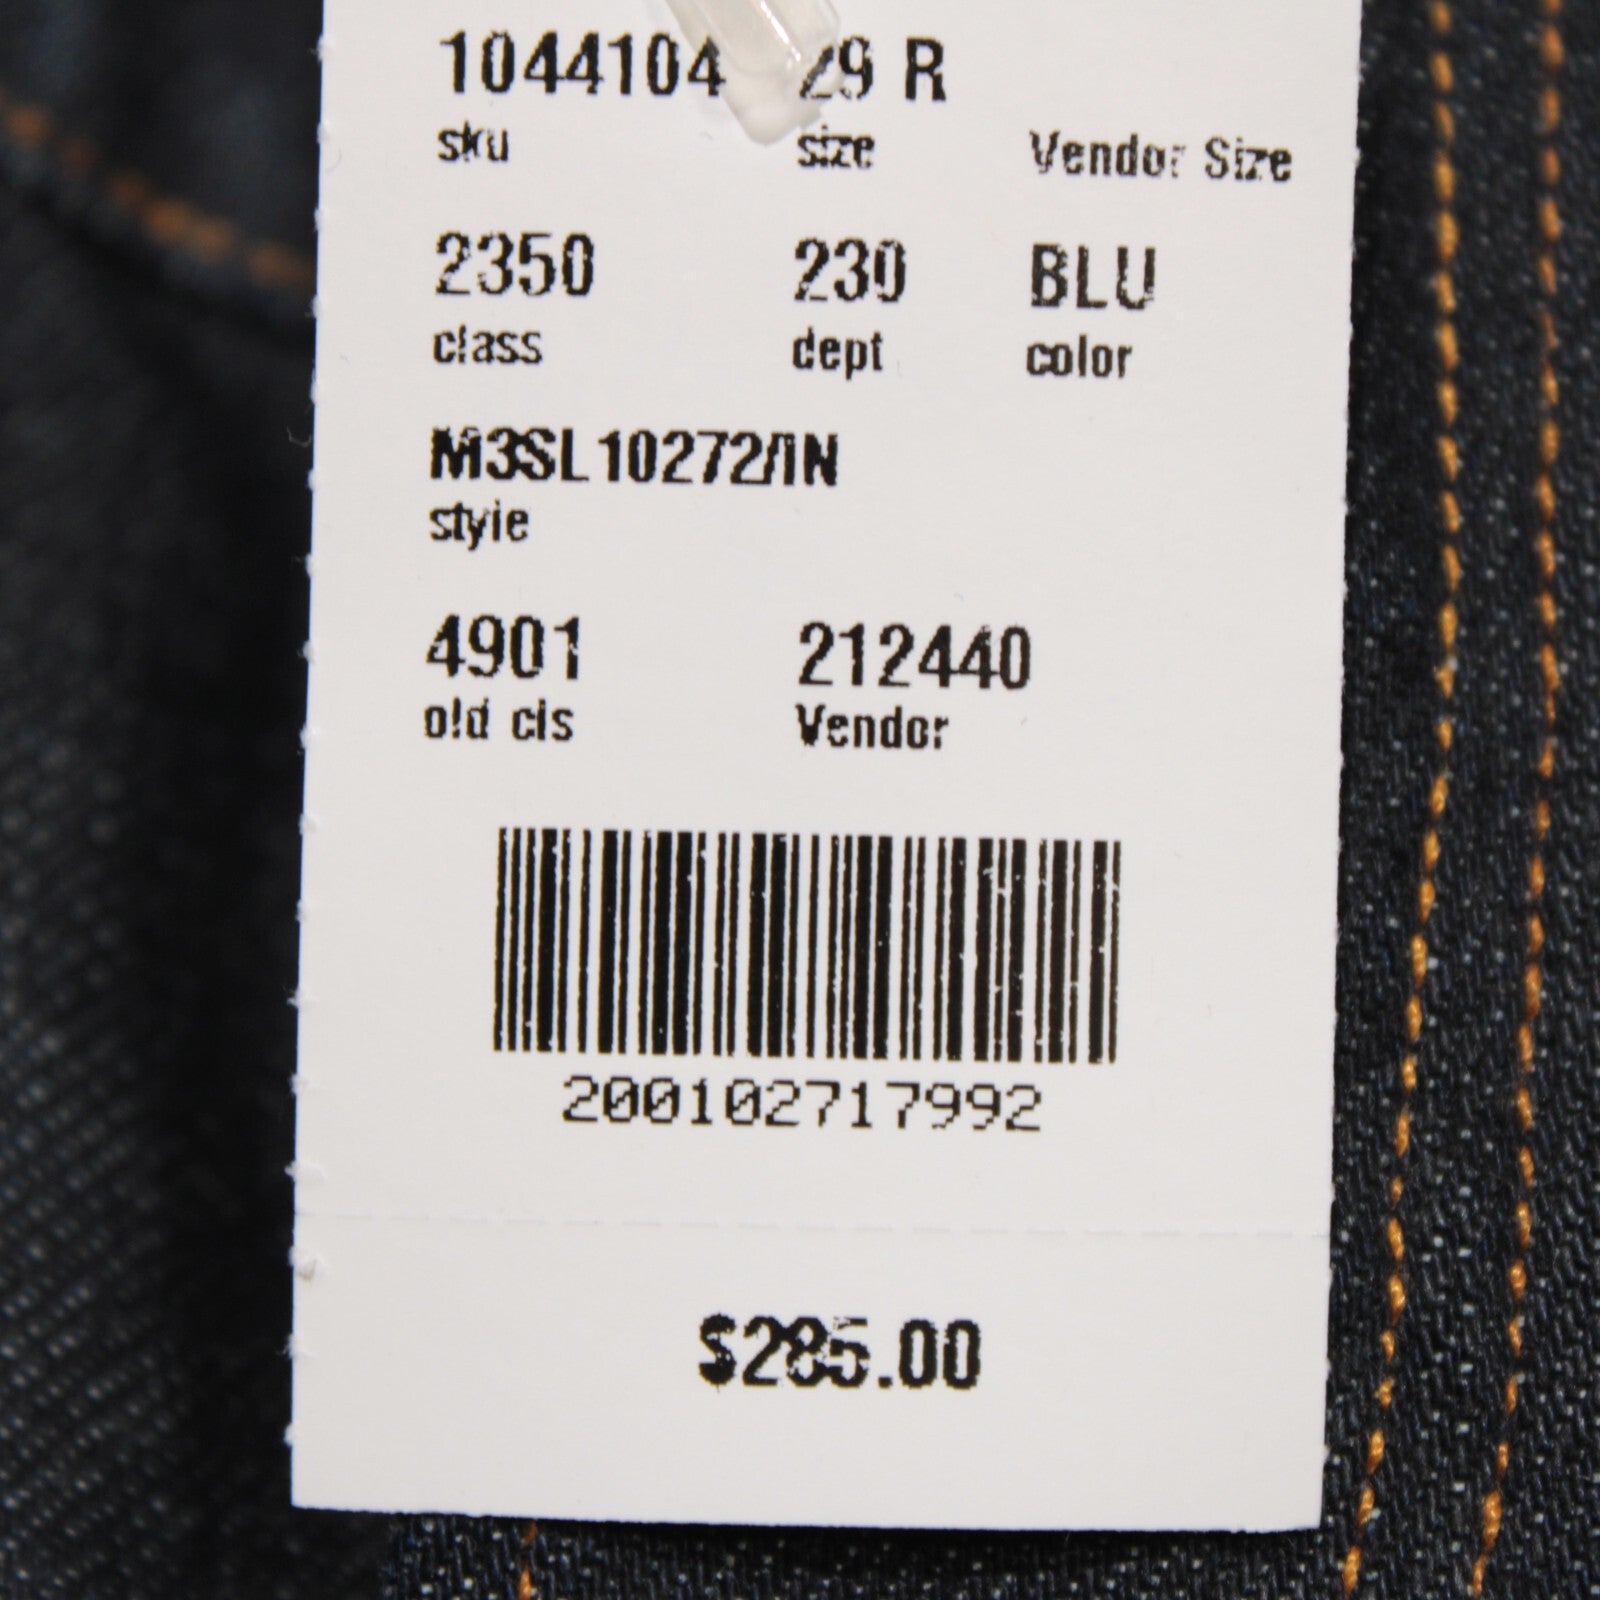 1044104 29 R
sku size Vendor Size
2350 230 BLU
class dept color
M3SL10272/IN
style
4901 212440
old cls Vendor
200102717992
$285.00